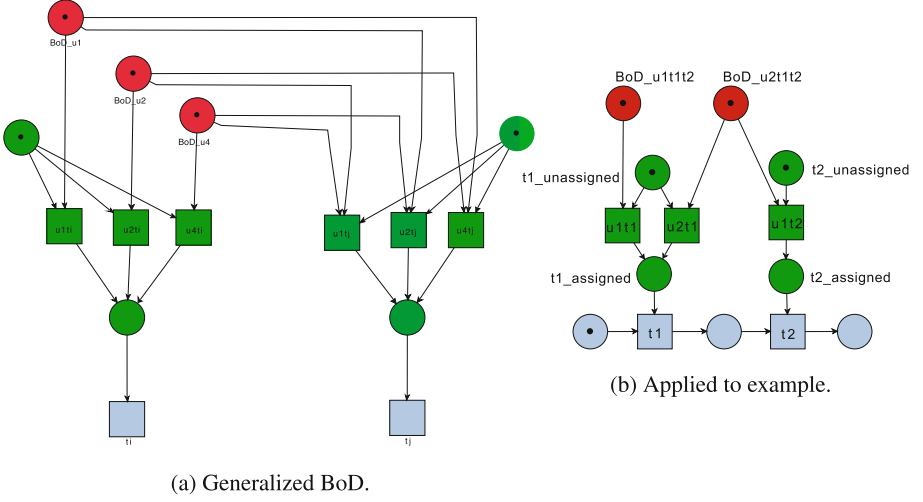 BoD_u1
BoD_u2
BoD_u4
u1ti
u2ti
u4ti
u1tj
u2tj
u4tj
ti
tj
(a) Generalized BoD.
BoD_u1t1t2
BoD_u2t1t2
t1_unassigned
t2_unassigned
u1t1
u2t1
u1t2
t1_assigned
t2_assigned
t1
t2
(b) Applied to example.